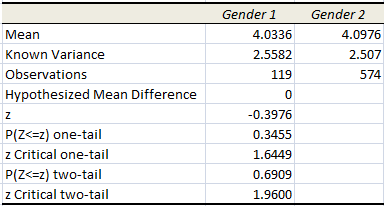 Gender 1 Gender 2
Mean 4.0336 4.0976
Known Variance 2.5582 2.507
Observations 119 574
Hypothesized Mean Difference 0
z -0.3976
P(Z<=z) one-tail 0.3455
z Critical one-tail 1.6449
P(Z<=z) two-tail 0.6909
z Critical two-tail 1.9600